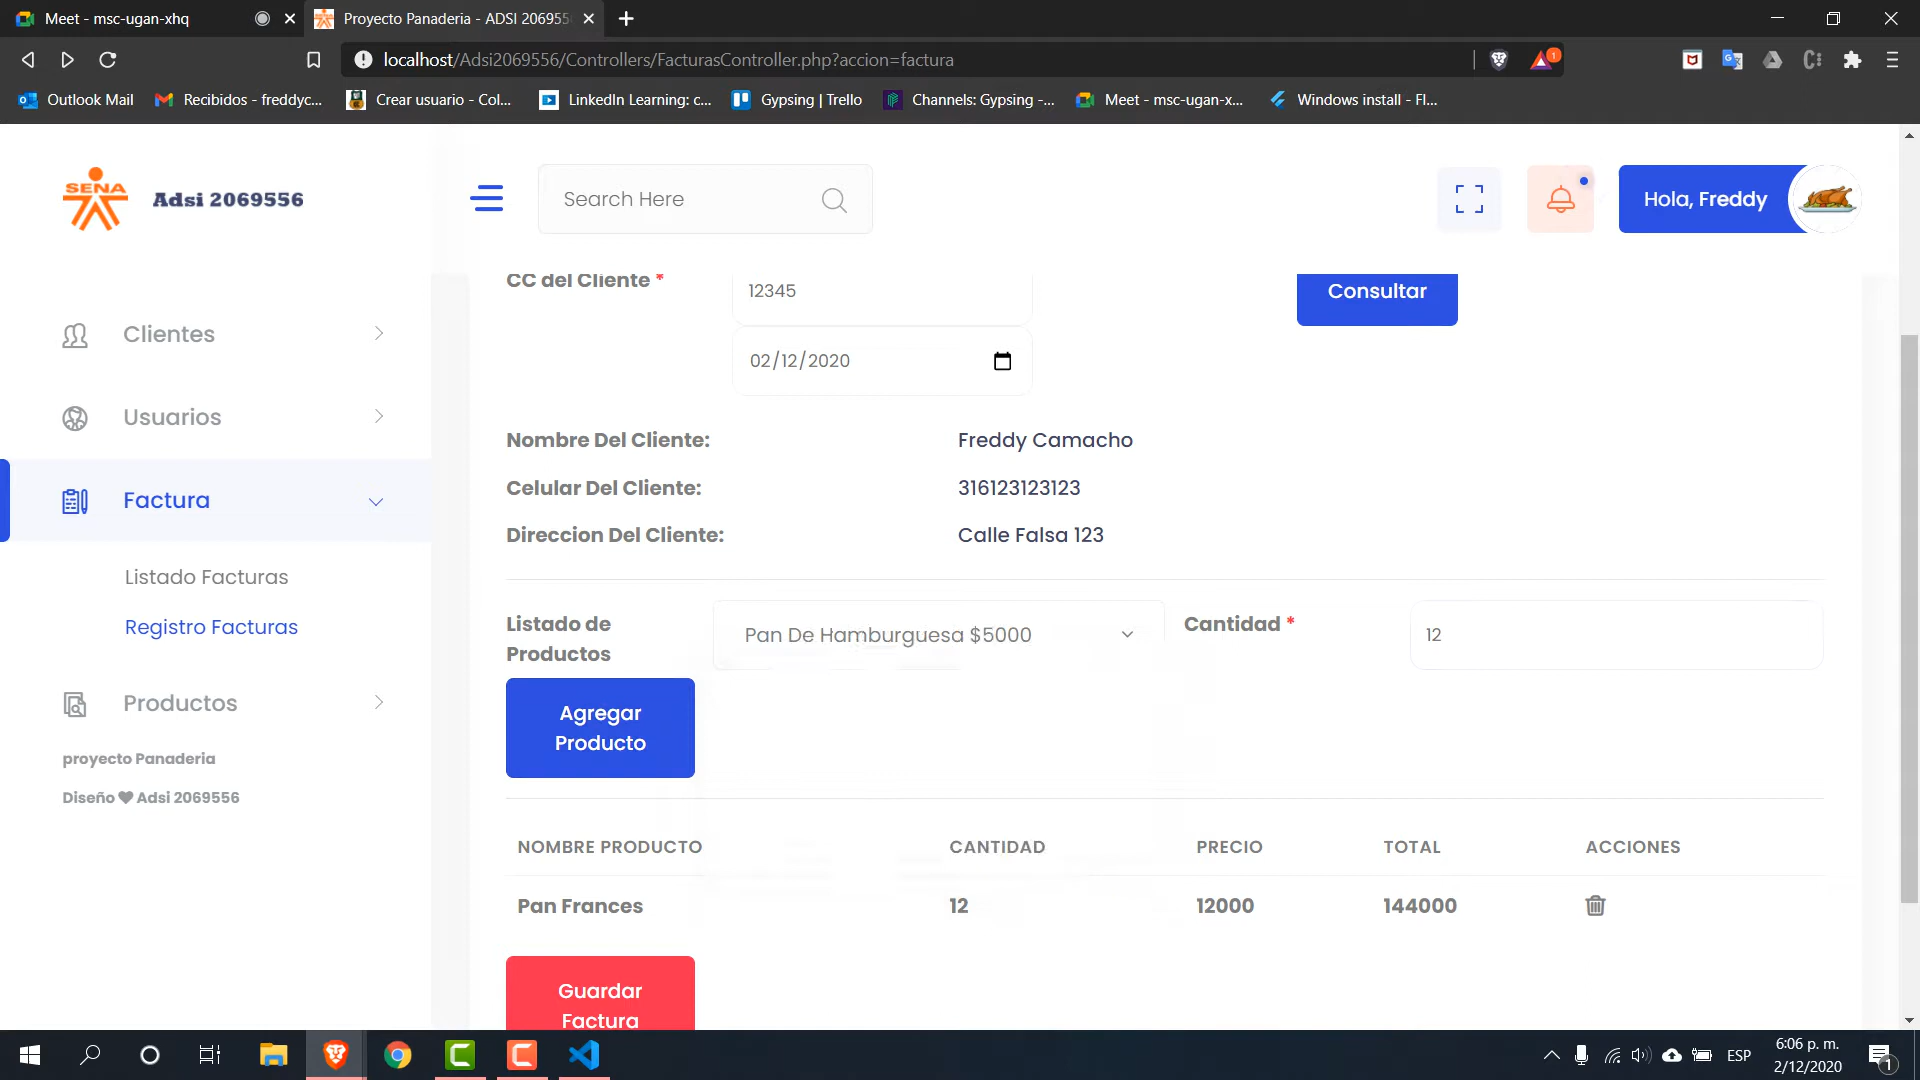 Meet - msc-ugan-xhq
Proyecto Panaderia - ADSI 206955
localhost/Adsi2069556/Controllers/FacturasController.php?accion=factura
1
Outlook Mail
Recibidos - freddyc...
Crear usuario - Col...
LinkedIn Learning: c...
Gypsing | Trello
Channels: Gypsing -...
Meet - msc-ugan-x...
Windows install - Fl...
SENA
Adsi 2069556
Search Here
Hola, Freddy
Clientes
Usuarios
Factura
Listado Facturas
Registro Facturas
Productos
proyecto Panaderia
Diseño ♥ Adsi 2069556
CC del Cliente *
12345
Consultar
02/12/2020
Nombre Del Cliente:
Freddy Camacho
Celular Del Cliente:
316123123123
Direccion Del Cliente:
Calle Falsa 123
Listado de
Productos
Pan De Hamburguesa $5000
Cantidad *
12
Agregar
Producto
NOMBRE PRODUCTO CANTIDAD PRECIO TOTAL ACCIONES
Pan Frances 12 12000 144000
Guardar
Factura
ESP
6:06 p. m.
2/12/2020
1